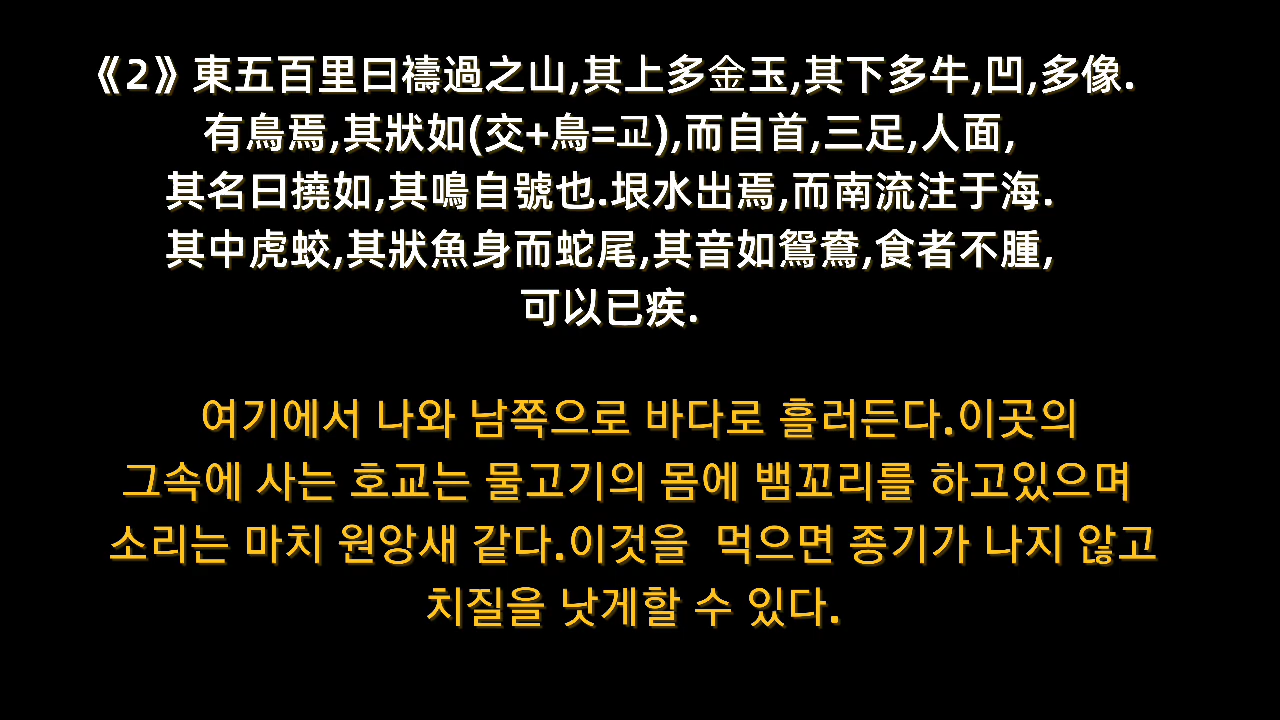 《2》東五百里曰禱過之山,其上多金玉,其下多牛,凹,多像.
有鳥焉,其狀如(交+鳥=교),而自首,三足,人面,
其名曰撓如,其鳴自號也.垠水出焉,而南流注于海.
其中虎蛟,其狀魚身而蛇尾,其音如鴛鴦,食者不腫,
可以已疾.
여기에서 나와 남쪽으로 바다로 흘러든다.이곳의
그속에 사는 호교는 물고기의 몸에 뱀꼬리를 하고있으며
소리는 마치 원앙새 같다.이것을  먹으면 종기가 나지 않고
치질을 낫게할 수 있다.